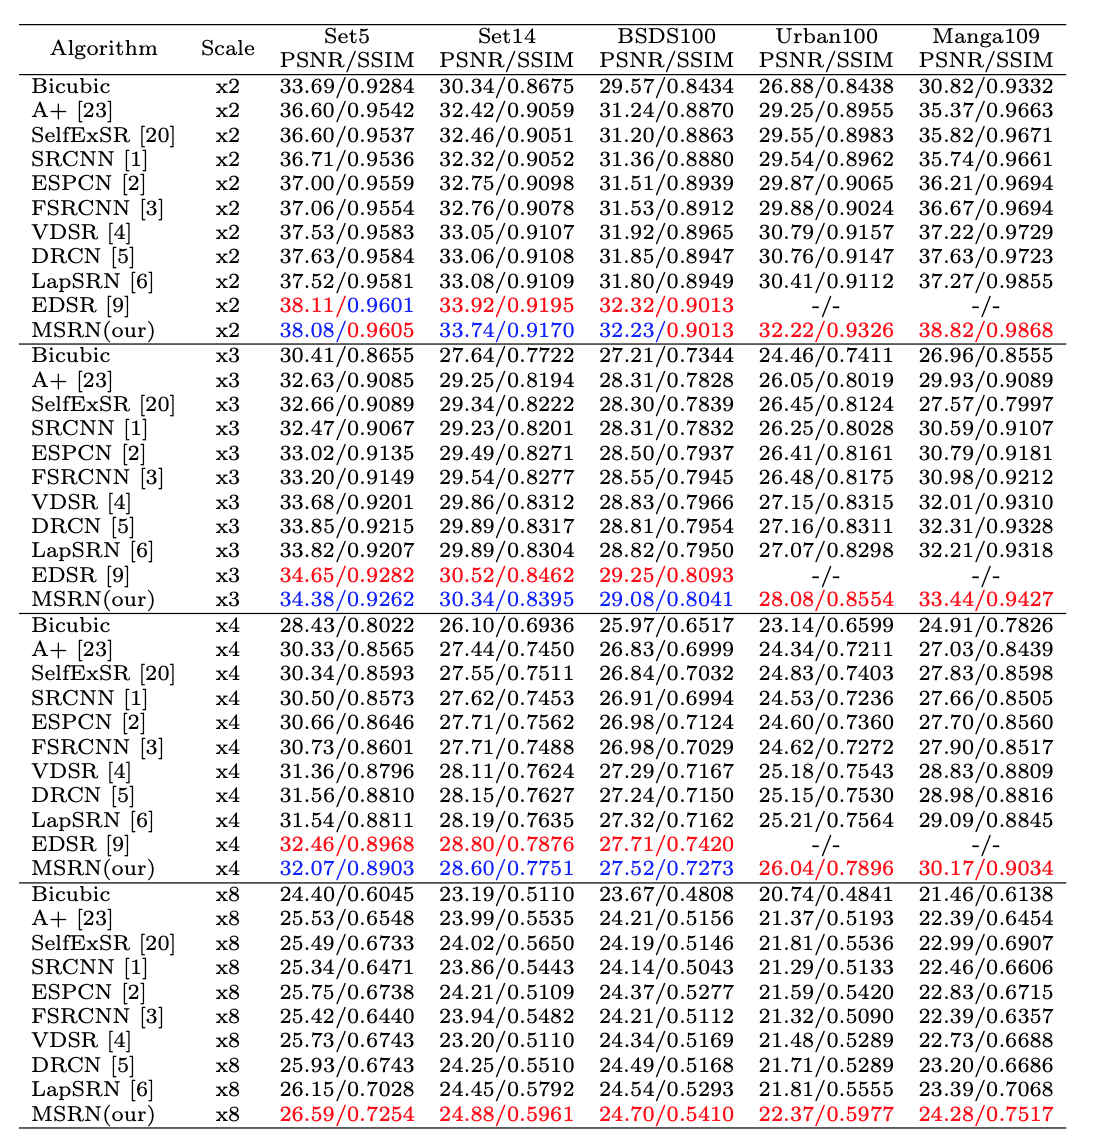 Algorithm Scale Set5 Set14 BSDS100 Urban100 Manga109
PSNR/SSIM PSNR/SSIM PSNR/SSIM PSNR/SSIM PSNR/SSIM
Bicubic x2 33.69/0.9284 30.34/0.8675 29.57/0.8434 26.88/0.8438 30.82/0.9332
A+ [23] x2 36.60/0.9542 32.42/0.9059 31.24/0.8870 29.25/0.8955 35.37/0.9663
SelfExSR [20] x2 36.60/0.9537 32.46/0.9051 31.20/0.8863 29.55/0.8983 35.82/0.9671
SRCNN [1] x2 36.71/0.9536 32.32/0.9052 31.36/0.8880 29.54/0.8962 35.74/0.9661
ESPCN [2] x2 37.00/0.9559 32.75/0.9098 31.51/0.8939 29.87/0.9065 36.21/0.9694
FSRCNN [3] x2 37.06/0.9554 32.76/0.9078 31.53/0.8912 29.88/0.9024 36.67/0.9694
VDSR [4] x2 37.53/0.9583 33.05/0.9107 31.92/0.8965 30.79/0.9157 37.22/0.9729
DRCN [5] x2 37.63/0.9584 33.06/0.9108 31.85/0.8947 30.76/0.9147 37.63/0.9723
LapSRN [6] x2 37.52/0.9581 33.08/0.9109 31.80/0.8949 30.41/0.9112 37.27/0.9855
EDSR [9] x2 38.11/0.9601 33.92/0.9195 32.32/0.9013 -/- -/-
MSRN(our) x2 38.08/0.9605 33.74/0.9170 32.23/0.9013 32.22/0.9326 38.82/0.9868
Bicubic x3 30.41/0.8655 27.64/0.7722 27.21/0.7344 24.46/0.7411 26.96/0.8555
A+ [23] x3 32.63/0.9085 29.25/0.8194 28.31/0.7828 26.05/0.8019 29.93/0.9089
SelfExSR [20] x3 32.66/0.9089 29.34/0.8222 28.30/0.7839 26.45/0.8124 27.57/0.7997
SRCNN [1] x3 32.47/0.9067 29.23/0.8201 28.31/0.7832 26.25/0.8028 30.59/0.9107
ESPCN [2] x3 33.02/0.9135 29.49/0.8271 28.50/0.7937 26.41/0.8161 30.79/0.9181
FSRCNN [3] x3 33.20/0.9149 29.54/0.8277 28.55/0.7945 26.48/0.8175 30.98/0.9212
VDSR [4] x3 33.68/0.9201 29.86/0.8312 28.83/0.7966 27.15/0.8315 32.01/0.9310
DRCN [5] x3 33.85/0.9215 29.89/0.8317 28.81/0.7954 27.16/0.8311 32.31/0.9328
LapSRN [6] x3 33.82/0.9207 29.89/0.8304 28.82/0.7950 27.07/0.8298 32.21/0.9318
EDSR [9] x3 34.65/0.9282 30.52/0.8462 29.25/0.8093 -/- -/-
MSRN(our) x3 34.38/0.9262 30.34/0.8395 29.08/0.8041 28.08/0.8554 33.44/0.9427
Bicubic x4 28.43/0.8022 26.10/0.6936 25.97/0.6517 23.14/0.6599 24.91/0.7826
A+ [23] x4 30.33/0.8565 27.44/0.7450 26.83/0.6999 24.34/0.7211 27.03/0.8439
SelfExSR [20] x4 30.34/0.8593 27.55/0.7511 26.84/0.7032 24.83/0.7403 27.83/0.8598
SRCNN [1] x4 30.50/0.8573 27.62/0.7453 26.91/0.6994 24.53/0.7236 27.66/0.8505
ESPCN [2] x4 30.66/0.8646 27.71/0.7562 26.98/0.7124 24.60/0.7360 27.70/0.8560
FSRCNN [3] x4 30.73/0.8601 27.71/0.7488 26.98/0.7029 24.62/0.7272 27.90/0.8517
VDSR [4] x4 31.36/0.8796 28.11/0.7624 27.29/0.7167 25.18/0.7543 28.83/0.8809
DRCN [5] x4 31.56/0.8810 28.15/0.7627 27.24/0.7150 25.15/0.7530 28.98/0.8816
LapSRN [6] x4 31.54/0.8811 28.19/0.7635 27.32/0.7162 25.21/0.7564 29.09/0.8845
EDSR [9] x4 32.46/0.8968 28.80/0.7876 27.71/0.7420 -/- -/-
MSRN(our) x4 32.07/0.8903 28.60/0.7751 27.52/0.7273 26.04/0.7896 30.17/0.9034
Bicubic x8 24.40/0.6045 23.19/0.5110 23.67/0.4808 20.74/0.4841 21.46/0.6138
A+ [23] x8 25.53/0.6548 23.99/0.5535 24.21/0.5156 21.37/0.5193 22.39/0.6454
SelfExSR [20] x8 25.49/0.6733 24.02/0.5650 24.19/0.5146 21.81/0.5536 22.99/0.6907
SRCNN [1] x8 25.34/0.6471 23.86/0.5443 24.14/0.5043 21.29/0.5133 22.46/0.6606
ESPCN [2] x8 25.75/0.6738 24.21/0.5109 24.37/0.5277 21.59/0.5420 22.83/0.6715
FSRCNN [3] x8 25.42/0.6440 23.94/0.5482 24.21/0.5112 21.32/0.5090 22.39/0.6357
VDSR [4] x8 25.73/0.6743 23.20/0.5110 24.34/0.5169 21.48/0.5289 22.73/0.6688
DRCN [5] x8 25.93/0.6743 24.25/0.5510 24.49/0.5168 21.71/0.5289 23.20/0.6686
LapSRN [6] x8 26.15/0.7028 24.45/0.5792 24.54/0.5293 21.81/0.5555 23.39/0.7068
MSRN(our) x8 26.59/0.7254 24.88/0.5961 24.70/0.5410 22.37/0.5977 24.28/0.7517